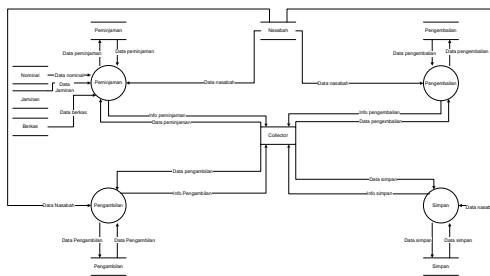 Peminjaman
Nasabah
Pengembalian
Data peminjaman
Data peminjaman
Data pengembalian
Data pengembalian
Nominal
Data nominal
Data
Jaminan
Jaminan
Peminjaman
Data nasabah
Data nasabah
Pengembalian
Data berkas
Berkas
Info peminjaman
Data peminjaman
Info pengembalian
Data pengembalian
Collector
Data pengambilan
Info Pengambilan
Data simpan
Info simpan
Data Nasabah
Pengambilan
Simpan
Data nasab
Data Pengambilan
Data Pengambilan
Data simpan
Data simpan
Pengambilan
Simpan